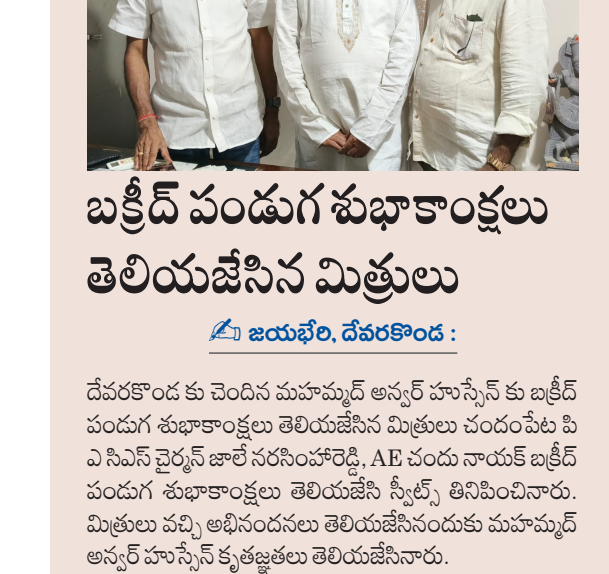 బక్రీద్ పండుగ శుభాకాంక్షలు
తెలియజేసిన మిత్రులు
జయభేరి, దేవరకొండ :
దేవరకొండ కు చెందిన మహమ్మద్ అన్వర్ హుస్సేన్ కు బక్రీద్
పండుగ శుభాకాంక్షలు తెలియజేసిన మిత్రులు చందంపేట పి
ఎ సిఎస్ చైర్మన్ జాలే నరసింహారెడ్డి, AE చందు నాయక్ బక్రీద్
పండుగ శుభాకాంక్షలు తెలియజేసి స్వీట్స్ తినిపించినారు.
మిత్రులు వచ్చి అభినందనలు తెలియజేసినందుకు మహమ్మద్
అన్వర్ హుస్సేన్ కృతజ్ఞతలు తెలియజేసినారు.